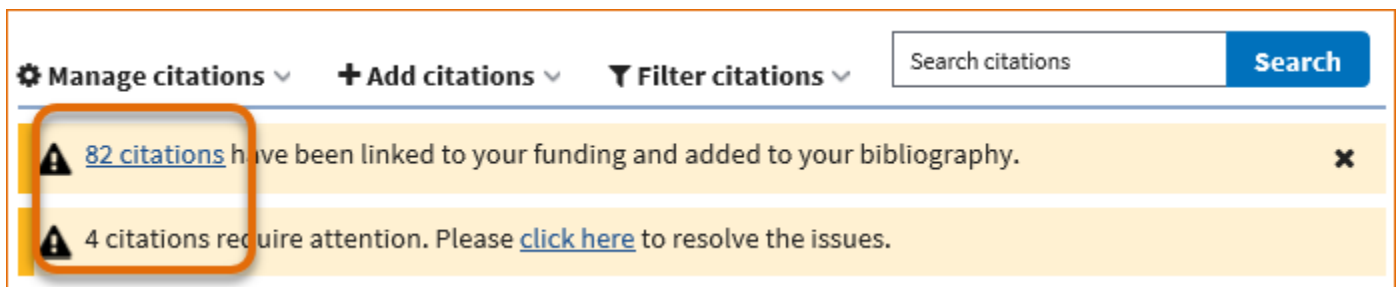 Manage citations
Add citations
Filter citations
Search citations
Search
82 citations have been linked to your funding and added to your bibliography.
4 citations require attention. Please click here to resolve the issues.